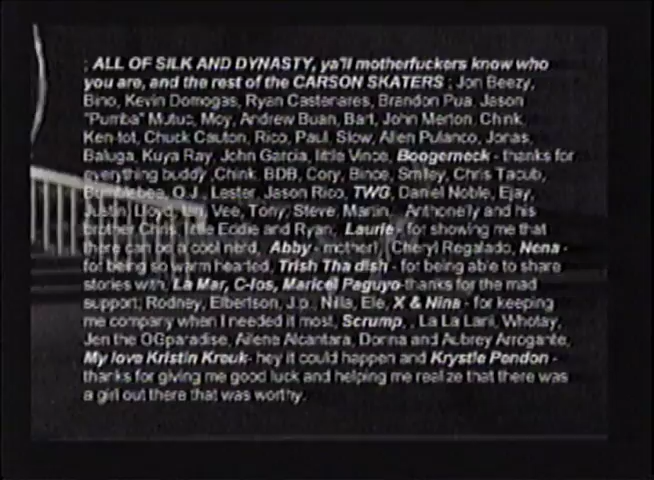 ; ALL OF SILK AND DYNASTY, ya'll motherfuckers know who
you are, and the rest of the CARSON SKATERS ; Jon Beezy,
Bino, Kevin Domogas, Ryan Castenares, Brandon Pua, Jason
"Pumba" Mutuc, Moy, Andrew Buan, Bart, John Merton, Chink,
Ken-tot, Chuck Cauton, Rico, Paul, Slow, Allen Pulanco, Jonas,
Baluga, Kuya Ray, John Garcia, little Vince, Boogerneck - thanks for
everything buddy ,Chink, BDB, Cory, Bince, Smiley, Chris Tacub,
Bumblebee, O.J., Lester, Jason Rico, TWG, Daniel Noble, Ejay,
Justin, Lloyd, Ian, Vee, Tony, Steve, Martin, Anthonelly and his
brother Chris, little Eddie and Ryan, Laurie - for showing me that
there can be a cool nerd, Abby - mother!, Cheryl Regalado, Nena -
for being so warm hearted, Trish Tha dish - for being able to share
stories with, La Mar, C-los, Maricel Paguyo-thanks for the mad
support; Rodney, Elbertson, J.p., Nilla, Ele, X & Nina - for keeping
me company when I needed it most, Scrump, , La La Lani, Whotay,
Jen the OGparadise, Ailene Alcantara, Donna and Aubrey Arrogante,
My love Kristin Kreuk- hey it could happen and Krystle Pendon -
thanks for giving me good luck and helping me realize that there was
a girl out there that was worthy.